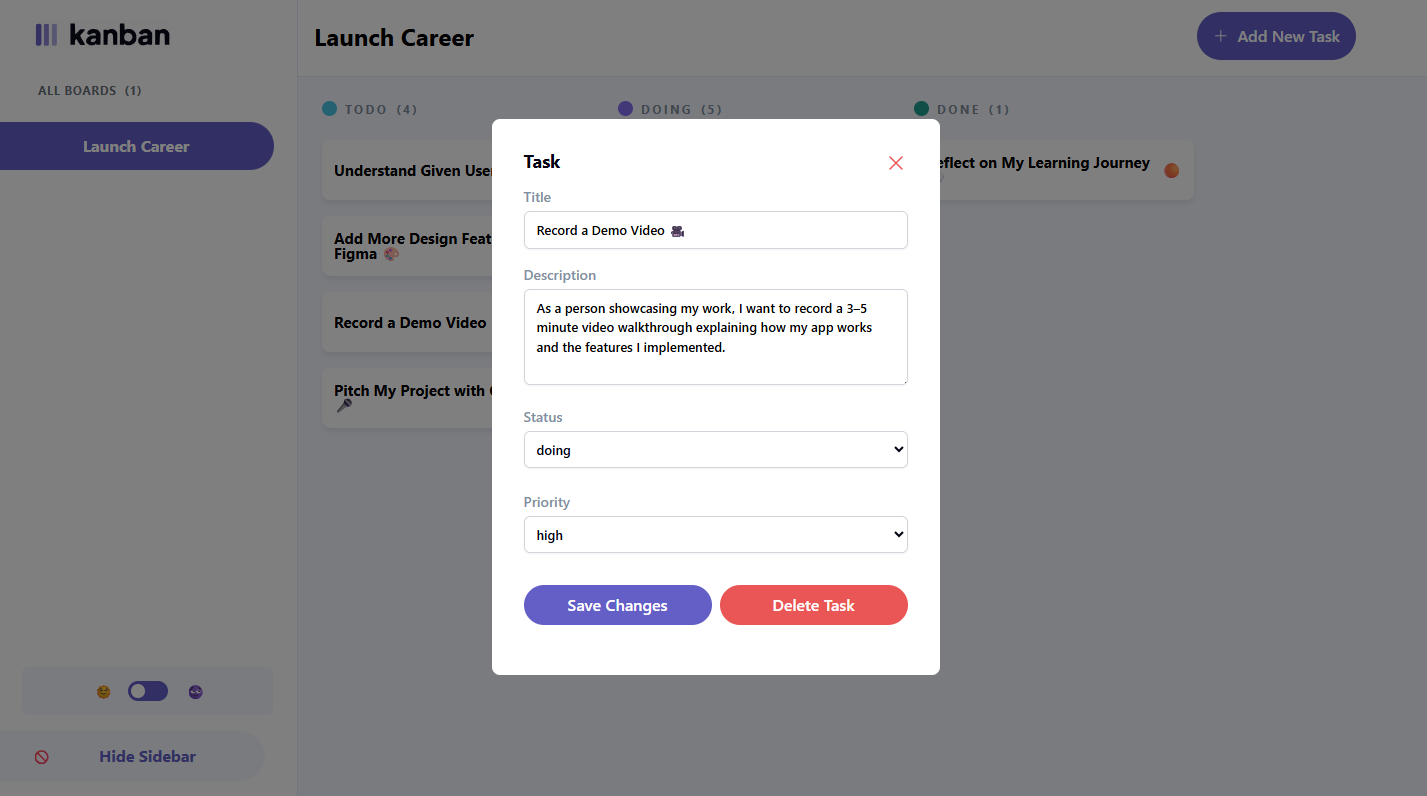 kanban
ALL BOARDS (1)
Launch Career
Hide Sidebar
Launch Career
+ Add New Task
TODO (4)
Understand Given User
Add More Design Feat
Figma 🎨
Record a Demo Video
Pitch My Project with
🎤
DOING (5)
DONE (1)
eflect on My Learning Journey
Task
Title
Record a Demo Video 🎥
Description
As a person showcasing my work, I want to record a 3–5
minute video walkthrough explaining how my app works
and the features I implemented.
Status
doing
Priority
high
Save Changes
Delete Task